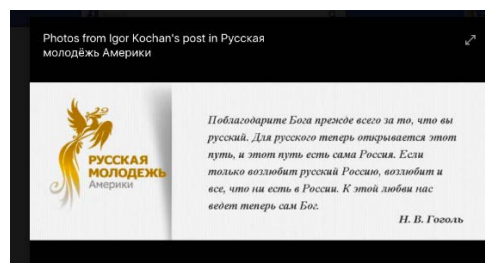 Photos from Igor Kochan's post in Русская
молодёжь Америки
РУССКАЯ
МОЛОДЕЖЬ
Америки
Поблагодарите Бога прежде всего за то, что вы
русский. Для русского теперь открывается этот
путь, и этот путь есть сама Россия. Если
только возлюбит русский Россию, возлюбит и
все, что ни есть в России. К этой любви нас
ведет теперь сам Бог.
Н. В. Гоголь